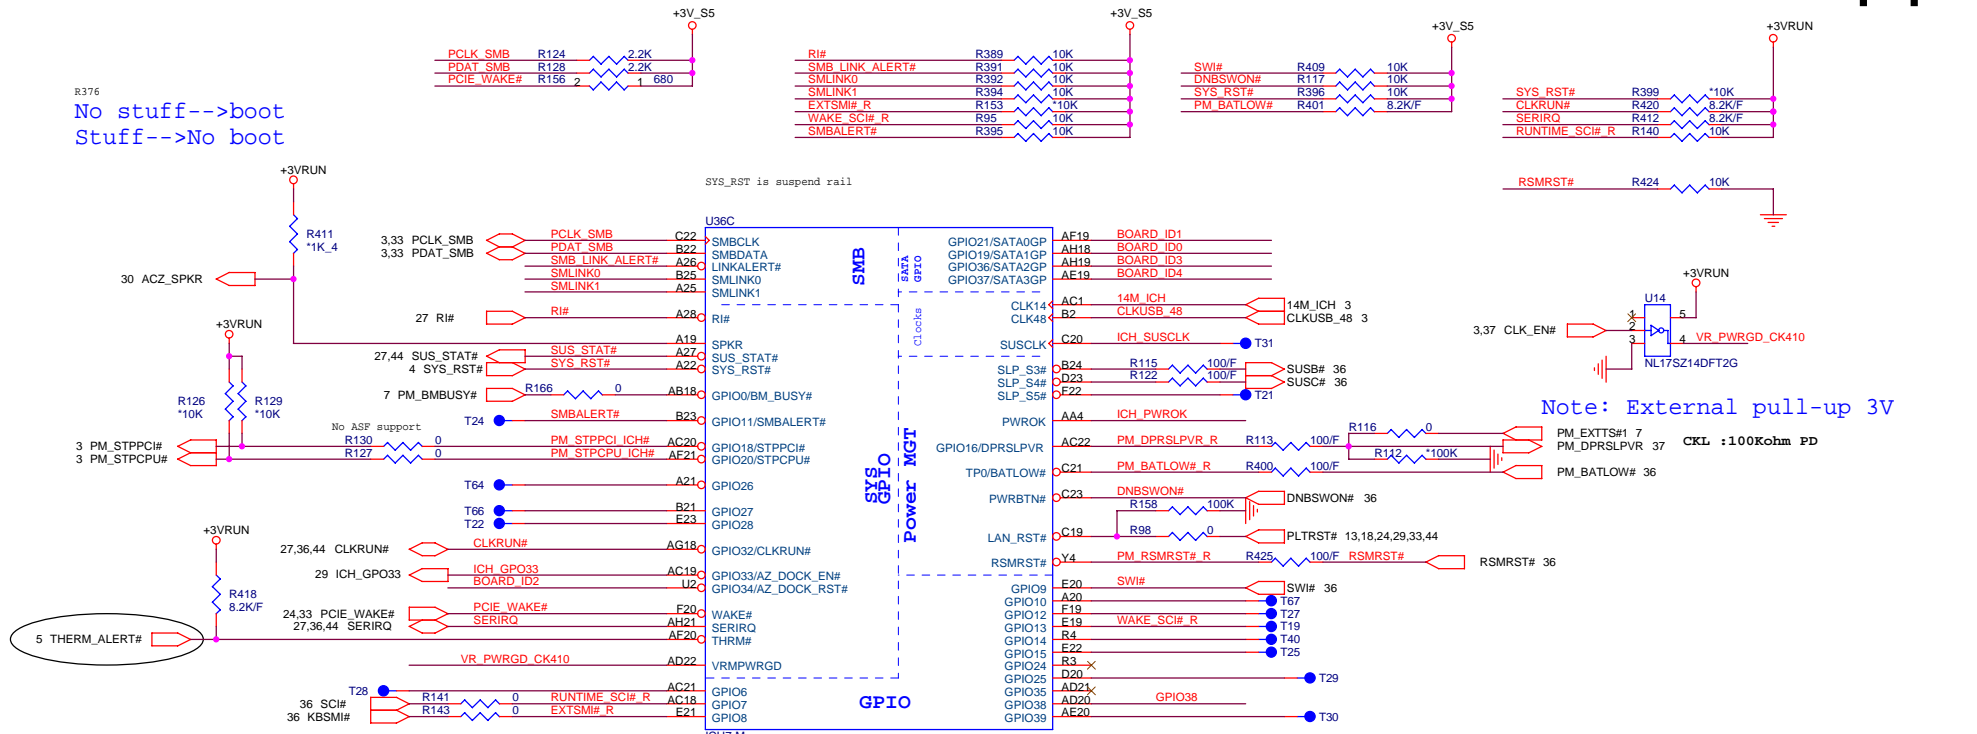 +3V_S5
PCLK_SMB R124 2.2K
PDAT_SMB R128 2.2K
PCIE_WAKE# R156 2 1 680
+3V_S5
RI# R389 10K
SMB_LINK_ALERT# R391 10K
SMLINK0 R392 10K
SMLINK1 R394 10K
EXTSMI#_R R153 *10K
WAKE_SCI#_R R95 10K
SMBALERT# R395 10K
+3V_S5
SWI# R409 10K
DNBSWON# R117 10K
SYS_RST# R396 10K
PM_BATLOW# R401 8.2K/F
+3VRUN
SYS_RST# R399 *10K
CLKRUN# R420 8.2K/F
SERIRQ R412 8.2K/F
RUNTIME_SCI#_R R140 10K
RSMRST# R424 10K
R376
No stuff-->boot
Stuff-->No boot
SYS_RST is suspend rail
+3VRUN
R411
*1K_4
30 ACZ_SPKR
+3VRUN
R126
*10K
R129
*10K
No ASF support
+3VRUN
R418
8.2K/F
U36C
3,33 PCLK_SMB PCLK_SMB C22 SMBCLK
3,33 PDAT_SMB PDAT_SMB B22 SMBDATA
SMB_LINK_ALERT# A26 LINKALERT#
SMLINK0 B25 SMLINK0
SMLINK1 A25 SMLINK1
27 RI# RI# A28 RI#
A19 SPKR
27,44 SUS_STAT# SUS_STAT# A27 SUS_STAT#
4 SYS_RST# SYS_RST# A22 SYS_RST#
7 PM_BMBUSY# R166 0 AB18 GPIO0/BM_BUSY#
T24 SMBALERT# B23 GPIO11/SMBALERT#
3 PM_STPPCI# R130 0 PM_STPPCI_ICH# AC20 GPIO18/STPPCI#
3 PM_STPCPU# R127 0 PM_STPCPU_ICH# AF21 GPIO20/STPCPU#
T64 A21 GPIO26
T66 B21 GPIO27
T22 E23 GPIO28
27,36,44 CLKRUN# CLKRUN# AG18 GPIO32/CLKRUN#
29 ICH_GPO33 ICH_GPO33 AC19 GPIO33/AZ_DOCK_EN#
BOARD_ID2 U2 GPIO34/AZ_DOCK_RST#
24,33 PCIE_WAKE# PCIE_WAKE# F20 WAKE#
27,36,44 SERIRQ SERIRQ AH21 SERIRQ
5 THERM_ALERT# AF20 THRM#
VR_PWRGD_CK410 AD22 VRMPWRGD
T28 AC21 GPIO6
36 SCI# R141 0 RUNTIME_SCI#_R AC18 GPIO7
36 KBSMI# R143 0 EXTSMI#_R E21 GPIO8
SMB
SATA
GPIO
Clocks
SYS
GPIO
Power MGT
GPIO
GPIO21/SATA0GP AF19 BOARD_ID1
GPIO19/SATA1GP AH18 BOARD_ID0
GPIO36/SATA2GP AH19 BOARD_ID3
GPIO37/SATA3GP AE19 BOARD_ID4
CLK14 AC1 14M_ICH 14M_ICH 3
CLK48 B2 CLKUSB_48 CLKUSB_48 3
SUSCLK C20 ICH_SUSCLK T31
SLP_S3# B24 R115 100/F SUSB# 36
SLP_S4# D23 R122 100/F SUSC# 36
SLP_S5# F22 T21
PWROK AA4 ICH_PWROK
GPIO16/DPRSLPVR AC22 PM_DPRSLPVR_R R113 100/F
R116 0 PM_EXTTS#1 7
PM_DPRSLPVR 37
R112 *100K
TP0/BATLOW# C21 PM_BATLOW#_R R400 100/F PM_BATLOW# 36
PWRBTN# C23 DNBSWON# DNBSWON# 36
R158 100K
LAN_RST# C19 R98 0 PLTRST# 13,18,24,29,33,44
RSMRST# Y4 PM_RSMRST#_R R425 100/F RSMRST# RSMRST# 36
GPIO9 E20 SWI# SWI# 36
GPIO10 A20 T67
GPIO12 F19 T27
GPIO13 E19 WAKE_SCI#_R T19
GPIO14 R4 T40
GPIO15 E22 T25
GPIO24 R3
GPIO25 D20 T29
GPIO35 AD21
GPIO38 AD20 GPIO38
GPIO39 AE20 T30
+3VRUN
U14
3,37 CLK_EN# 1 2 3 5 4 VR_PWRGD_CK410
NL17SZ14DFT2G
Note: External pull-up 3V
CKL :100Kohm PD